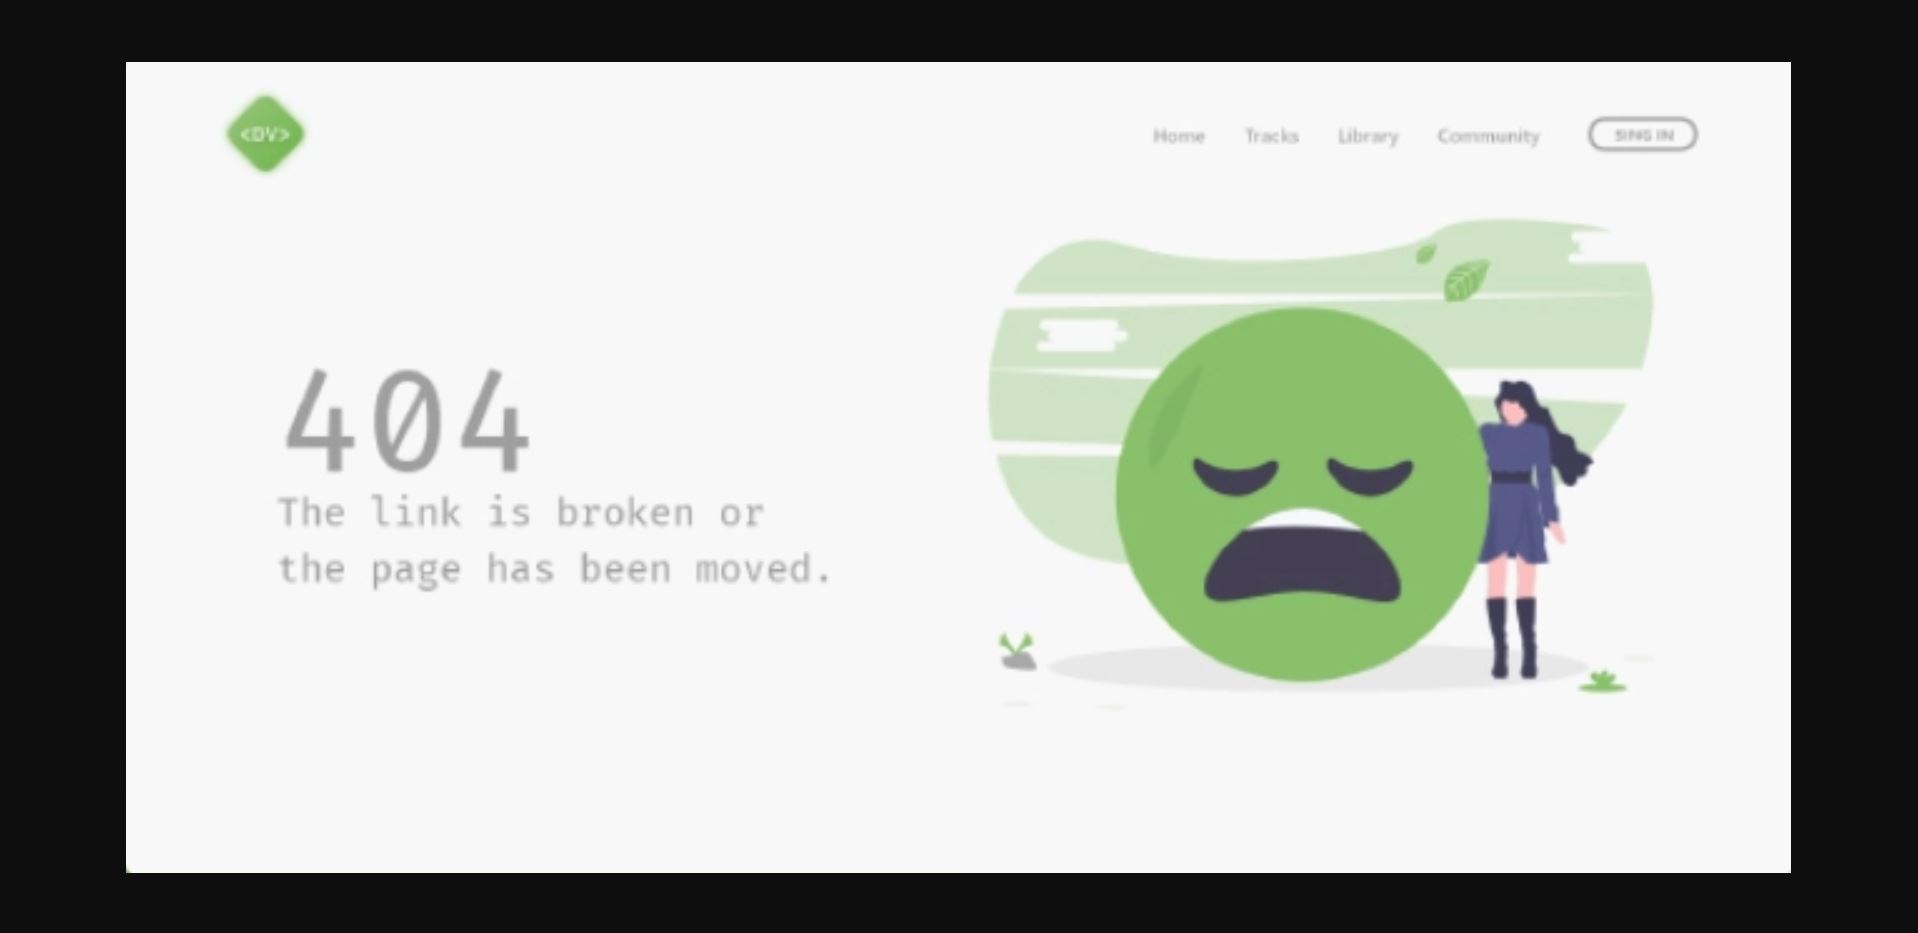 <DV>
Home Tracks Library Community SING IN
404
The link is broken or
the page has been moved.